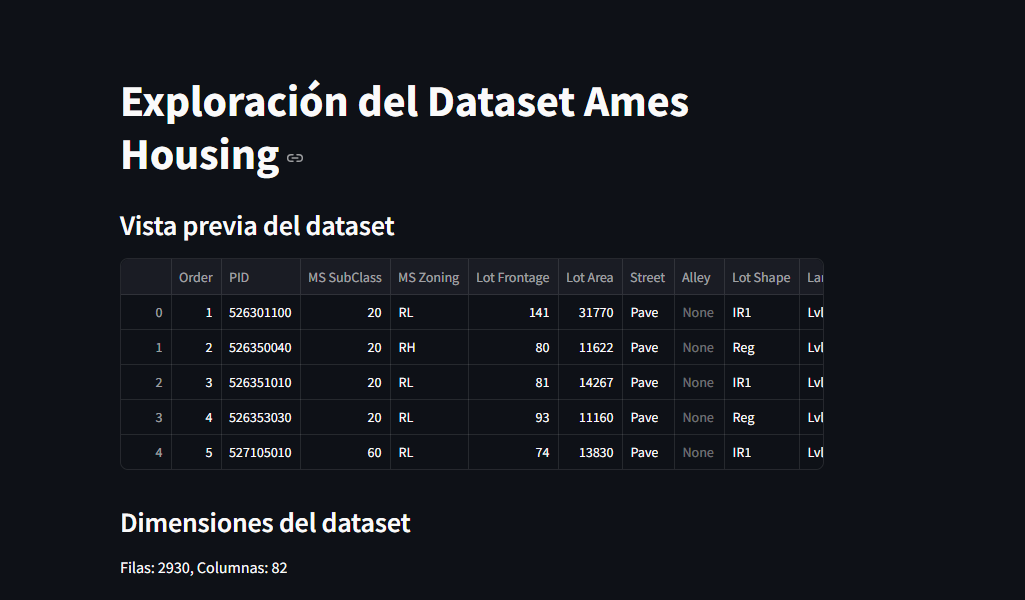 Exploración del Dataset Ames
Housing
Vista previa del dataset
Order PID MS SubClass MS Zoning Lot Frontage Lot Area Street Alley Lot Shape
0 1 526301100 20 RL 141 31770 Pave None IR1 Lvl
1 2 526350040 20 RH 80 11622 Pave None Reg Lvl
2 3 526351010 20 RL 81 14267 Pave None IR1 Lvl
3 4 526353030 20 RL 93 11160 Pave None Reg Lvl
4 5 527105010 60 RL 74 13830 Pave None IR1 Lvl
Dimensiones del dataset
Filas: 2930, Columnas: 82